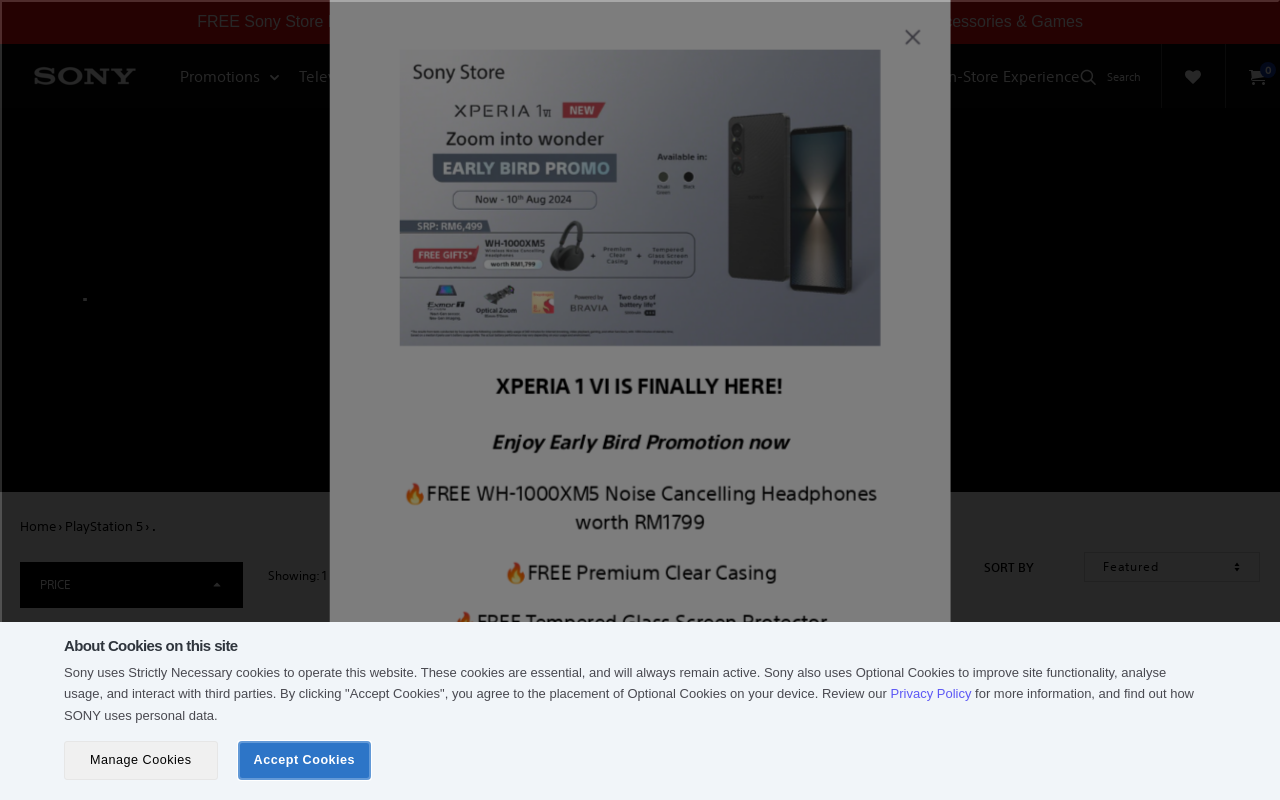 FREE Sony Store
cessories & Games
SONY
Promotions
n-Store Experience
Search
0
Sony Store
XPERIA 1 VI NEW
Zoom into wonder
EARLY BIRD PROMO
Now - 10th Aug 2024
Available in:
Black
SRP: RM6,499
FREE GIFTS*
WH-1000XM5
worth RM1,799
+ Premium Clear Casing + Tempered Glass Screen Protector
Exmor R
Optical Zoom
Powered by BRAVIA
Two days of battery life*
XPERIA 1 VI IS FINALLY HERE!
Enjoy Early Bird Promotion now
🔥FREE WH-1000XM5 Noise Cancelling Headphones
worth RM1799
🔥FREE Premium Clear Casing
🔥FREE Tempered Glass Screen Protector
Home › PlayStation 5 › .
PRICE
Showing: 1
SORT BY
Featured
About Cookies on this site
Sony uses Strictly Necessary cookies to operate this website. These cookies are essential, and will always remain active. Sony also uses Optional Cookies to improve site functionality, analyse
usage, and interact with third parties. By clicking "Accept Cookies", you agree to the placement of Optional Cookies on your device. Review our Privacy Policy for more information, and find out how
SONY uses personal data.
Manage Cookies
Accept Cookies